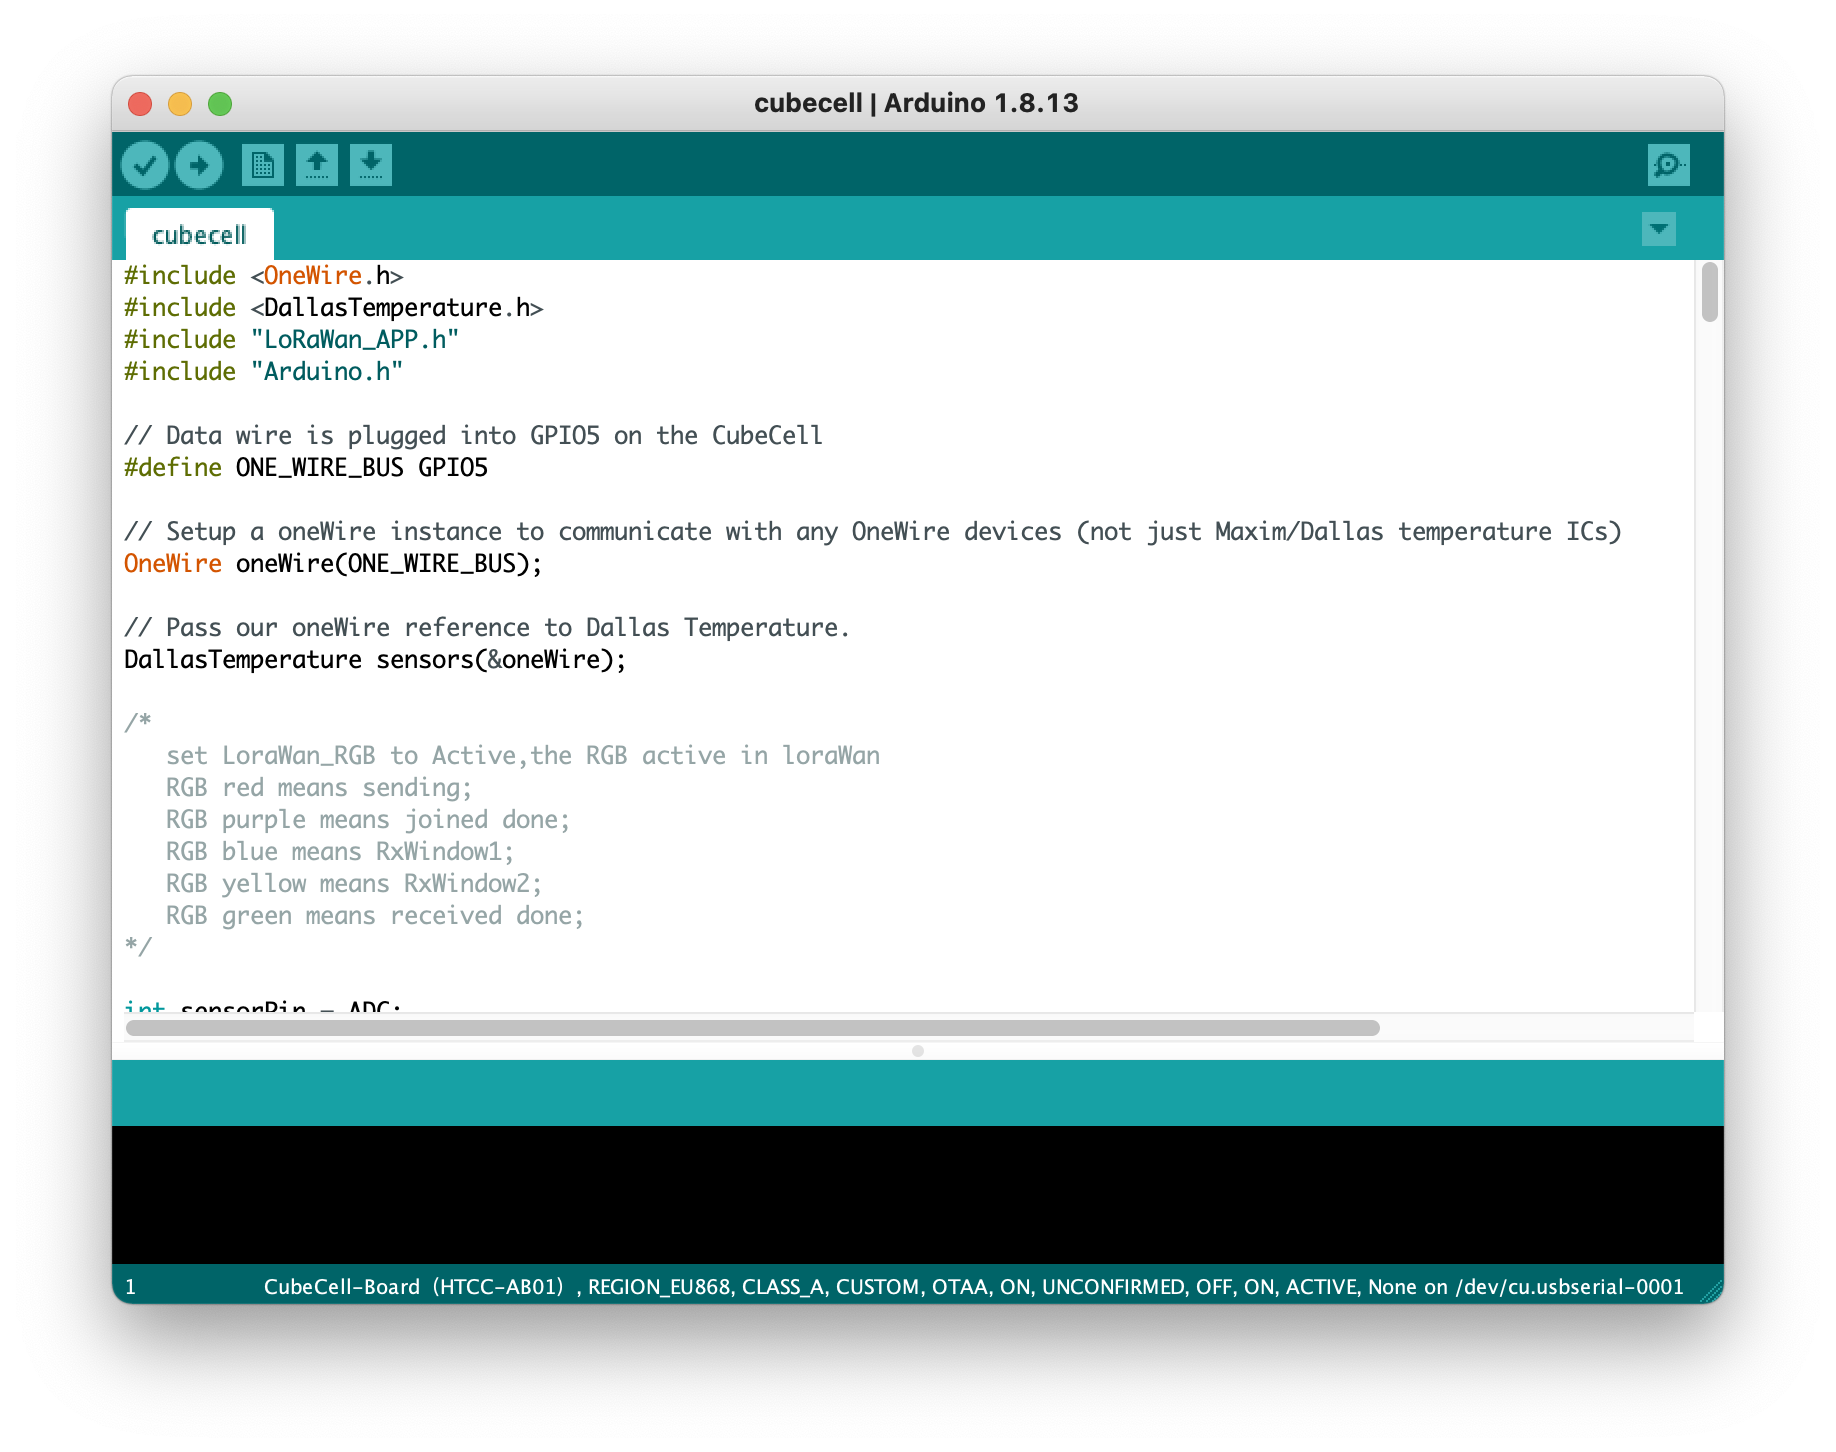 cubecell | Arduino 1.8.13
cubecell
#include <OneWire.h>
#include <DallasTemperature.h>
#include "LoRaWan_APP.h"
#include "Arduino.h"
// Data wire is plugged into GPIO5 on the CubeCell
#define ONE_WIRE_BUS GPIO5
// Setup a oneWire instance to communicate with any OneWire devices (not just Maxim/Dallas temperature ICs)
OneWire oneWire(ONE_WIRE_BUS);
// Pass our oneWire reference to Dallas Temperature.
DallasTemperature sensors(&oneWire);
/*
set LoraWan_RGB to Active,the RGB active in loraWan
RGB red means sending;
RGB purple means joined done;
RGB blue means RxWindow1;
RGB yellow means RxWindow2;
RGB green means received done;
*/
int sensorPin = ADC;
1 CubeCell-Board (HTCC-AB01) , REGION_EU868, CLASS_A, CUSTOM, OTAA, ON, UNCONFIRMED, OFF, ON, ACTIVE, None on /dev/cu.usbserial-0001